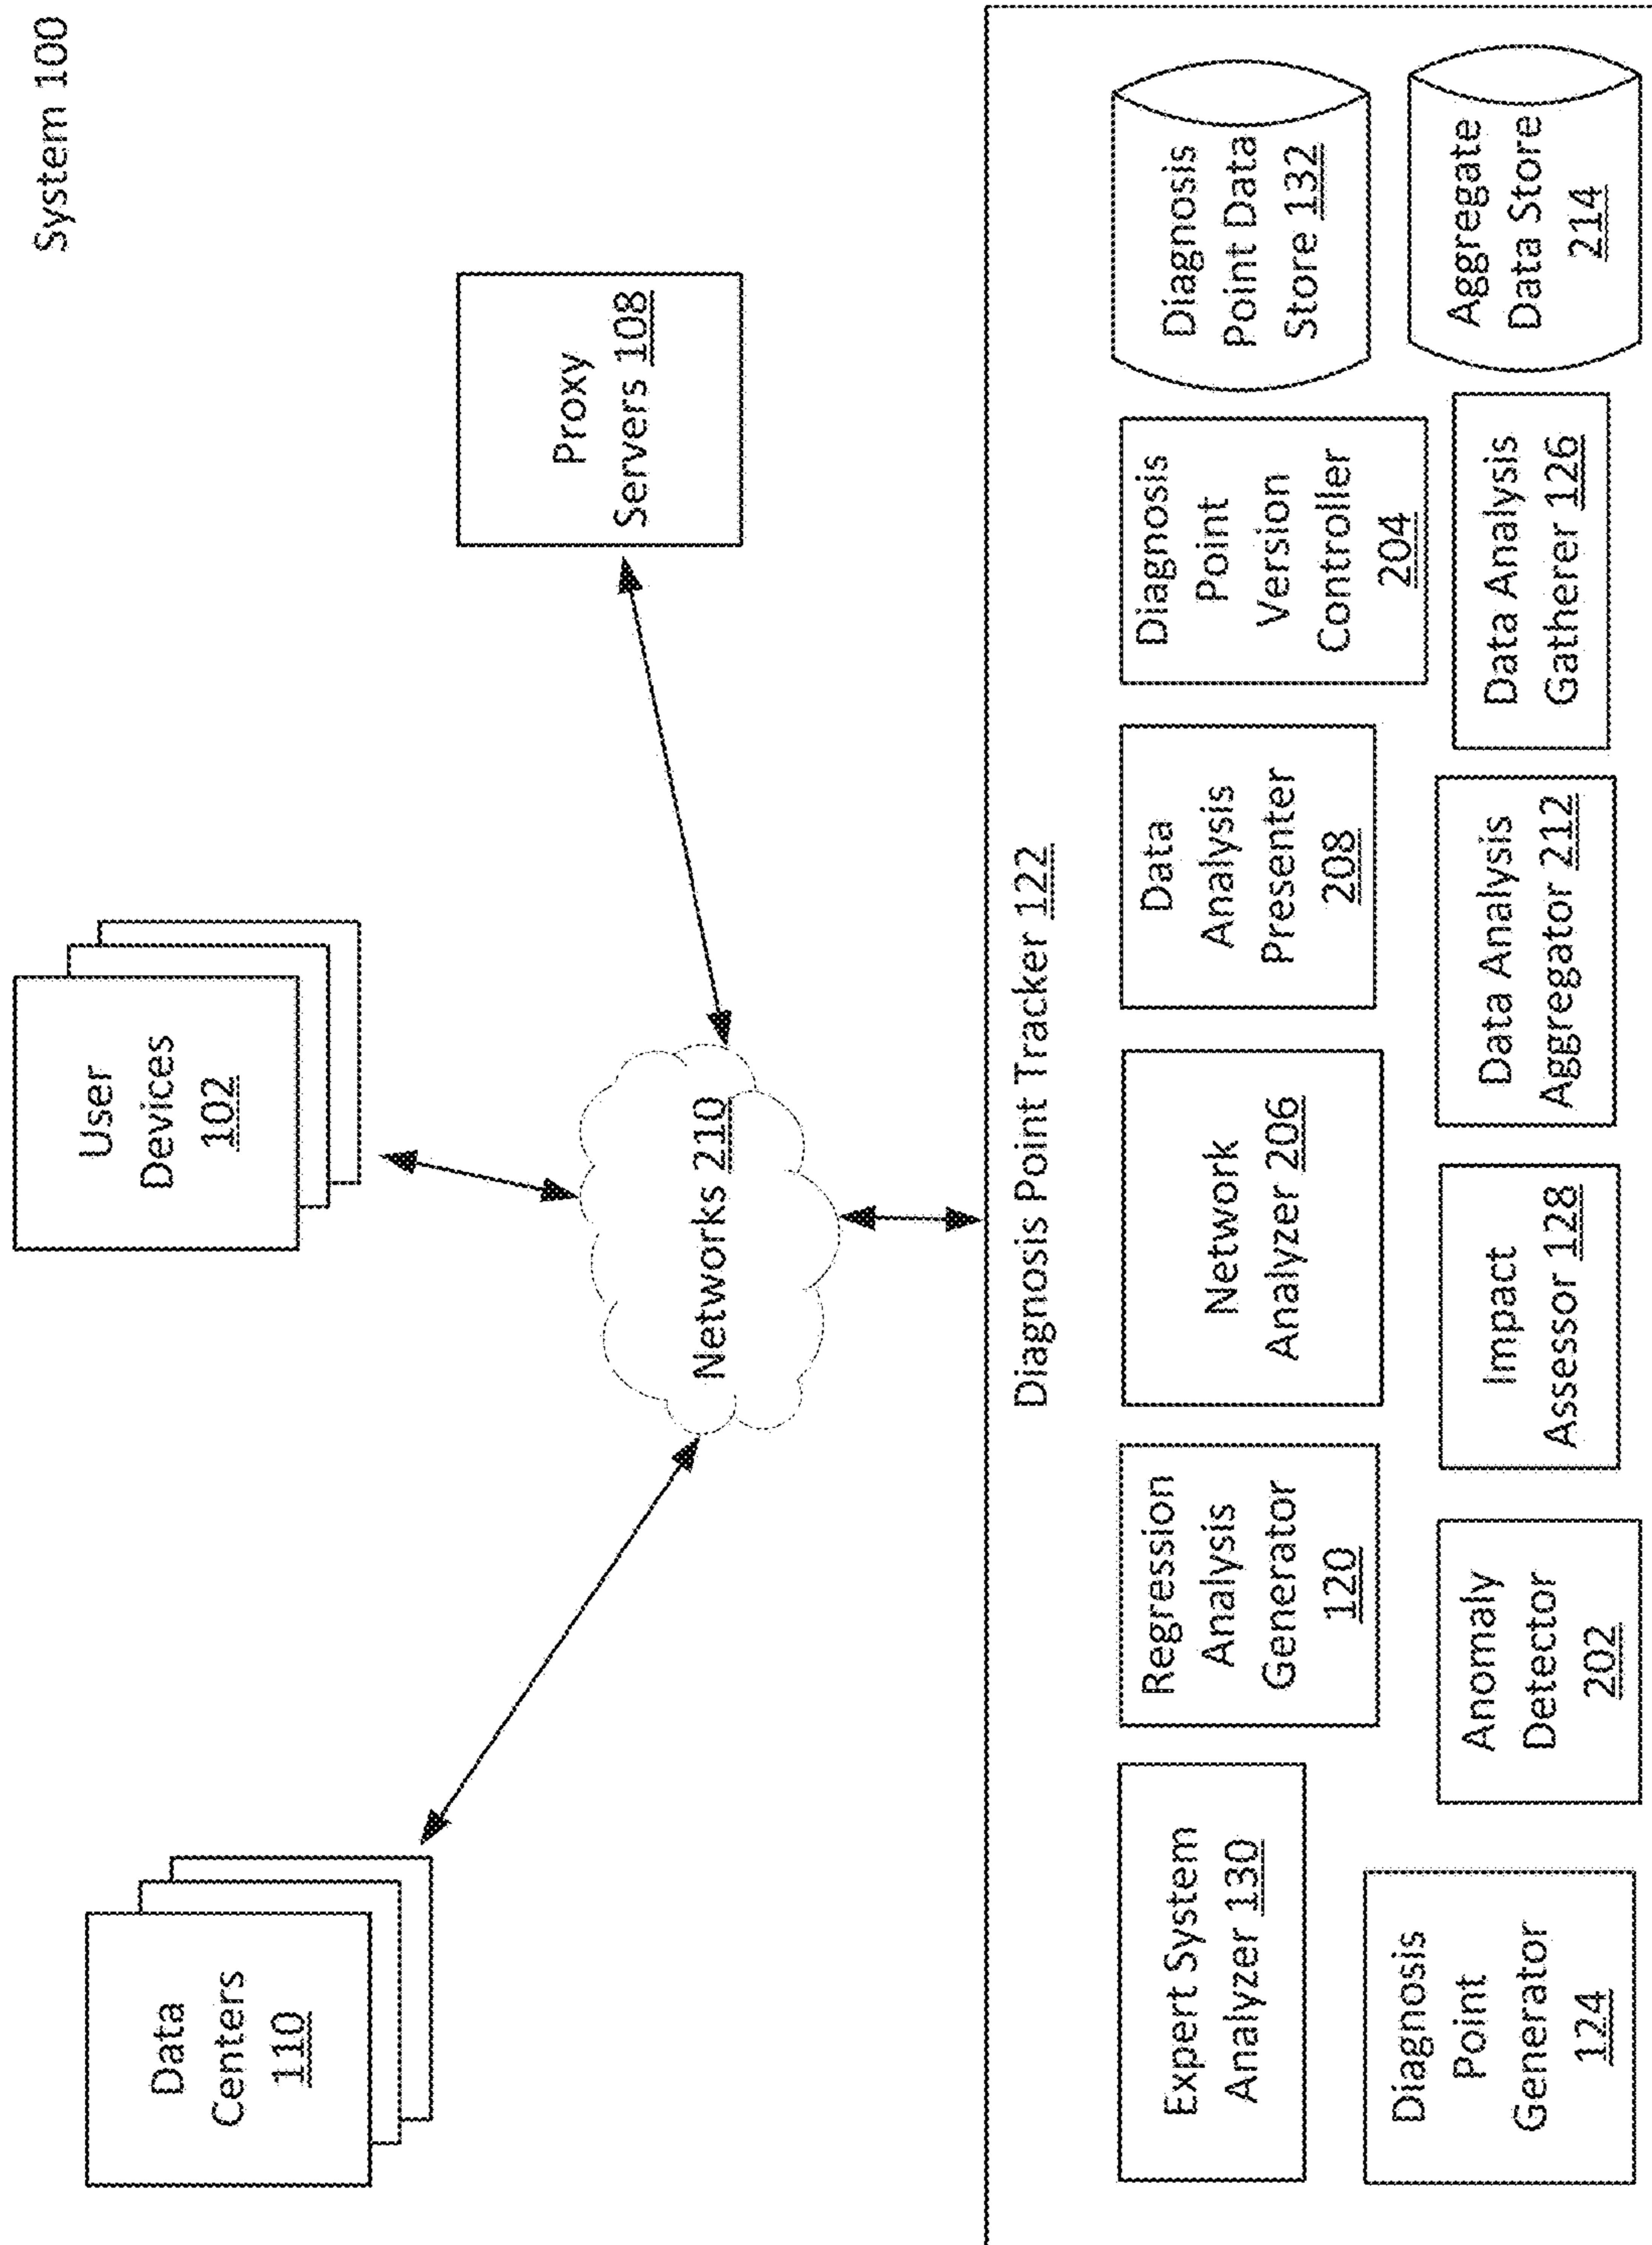 System 100
Data
Centers
110
User
Devices
102
Proxy
Servers 108
Networks 210
Diagnosis Point Tracker 122
Expert System
Analyzer 130
Regression
Analysis
Generator
120
Network
Analyzer 206
Data
Analysis
Presenter
208
Diagnosis
Point
Version
Controller
204
Diagnosis
Point Data
Store 132
Diagnosis
Point
Generator
124
Anomaly
Detector
202
Impact
Assessor 128
Data Analysis
Aggregator 212
Data Analysis
Gatherer 126
Aggregate
Data Store
214